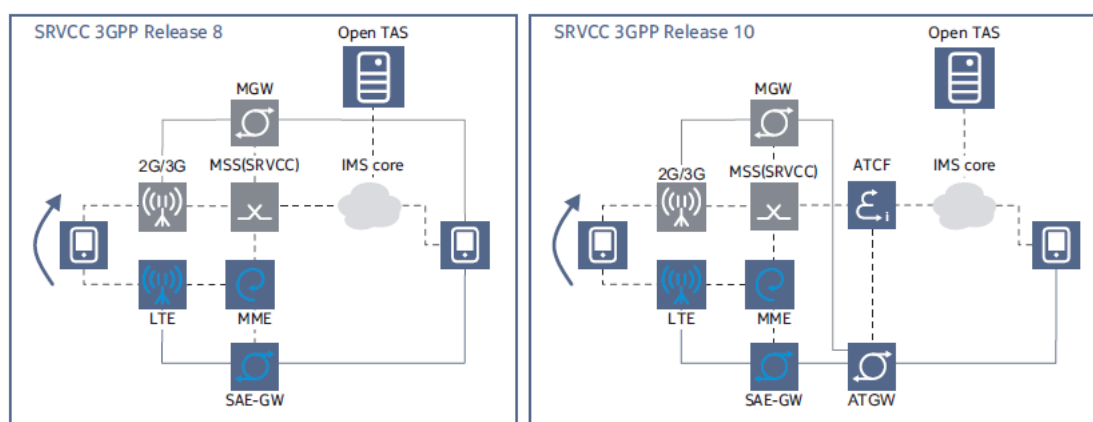 SRVCC 3GPP Release 8
Open TAS
MGW
2G/3G
MSS(SRVCC)
IMS core
LTE
MME
SAE-GW
SRVCC 3GPP Release 10
Open TAS
MGW
2G/3G
MSS(SRVCC)
ATCF
IMS core
i
LTE
MME
SAE-GW
ATGW